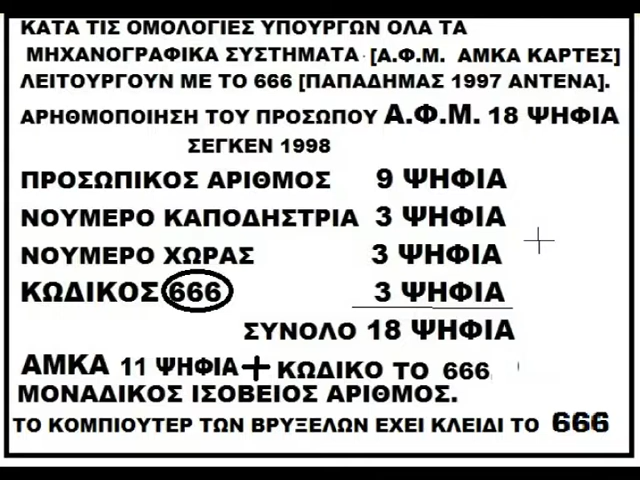 ΚΑΤΑ ΤΙΣ ΟΜΟΛΟΓΙΕΣ ΥΠΟΥΡΓΩΝ ΟΛΑ ΤΑ
ΜΗΧΑΝΟΓΡΑΦΙΚΑ ΣΥΣΤΗΜΑΤΑ [Α.Φ.Μ. ΑΜΚΑ ΚΑΡΤΕΣ]
ΛΕΙΤΟΥΡΓΟΥΝ ΜΕ ΤΟ 666 [ΠΑΠΑΔΗΜΑΣ 1997 ΑΝΤΕΝΑ].
ΑΡΗΘΜΟΠΟΙΗΣΗ ΤΟΥ ΠΡΟΣΩΠΟΥ Α.Φ.Μ. 18 ΨΗΦΙΑ
ΣΕΓΚΕΝ 1998
ΠΡΟΣΩΠΙΚΟΣ ΑΡΙΘΜΟΣ 9 ΨΗΦΙΑ
ΝΟΥΜΕΡΟ ΚΑΠΟΔΗΣΤΡΙΑ 3 ΨΗΦΙΑ
ΝΟΥΜΕΡΟ ΧΩΡΑΣ 3 ΨΗΦΙΑ
ΚΩΔΙΚΟΣ 666 3 ΨΗΦΙΑ
ΣΥΝΟΛΟ 18 ΨΗΦΙΑ
ΑΜΚΑ 11 ΨΗΦΙΑ + ΚΩΔΙΚΟ ΤΟ 666
ΜΟΝΑΔΙΚΟΣ ΙΣΟΒΕΙΟΣ ΑΡΙΘΜΟΣ.
ΤΟ ΚΟΜΠΙΟΥΤΕΡ ΤΩΝ ΒΡΥΞΕΛΩΝ ΕΧΕΙ ΚΛΕΙΔΙ ΤΟ 666